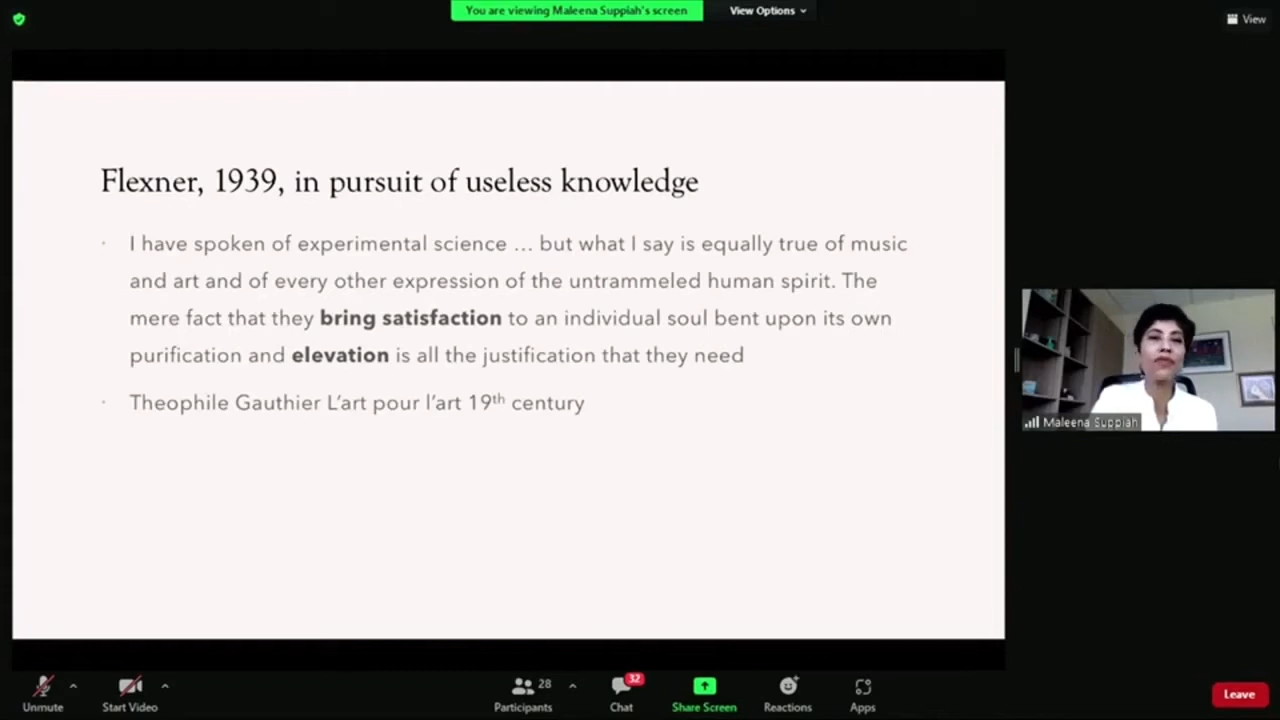 You are viewing Maleena Suppiah's screen
View Options
View
Flexner, 1939, in pursuit of useless knowledge
I have spoken of experimental science … but what I say is equally true of music
and art and of every other expression of the untrammeled human spirit. The
mere fact that they bring satisfaction to an individual soul bent upon its own
purification and elevation is all the justification that they need
Theophile Gauthier L’art pour l’art 19th century
Maleena Suppiah
Unmute
Start Video
28
Participants
32
Chat
Share Screen
Reactions
Apps
Leave